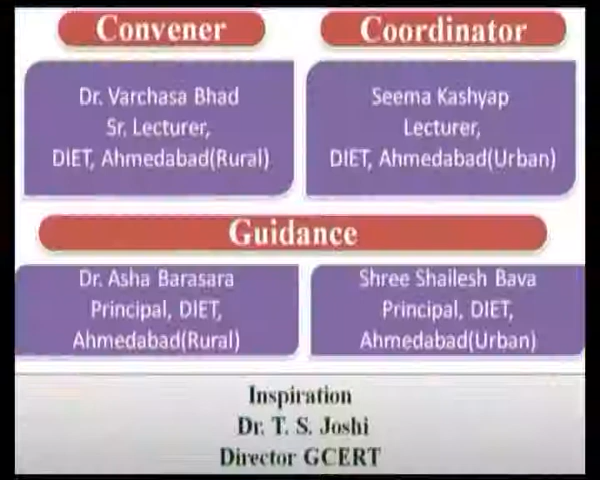 Convener
Coordinator
Dr. Varchasa Bhad
Sr. Lecturer,
DIET, Ahmedabad(Rural)
Seema Kashyap
Lecturer,
DIET, Ahmedabad(Urban)
Guidance
Dr. Asha Barasara
Principal, DIET,
Ahmedabad(Rural)
Shree Shailesh Bava
Principal, DIET,
Ahmedabad(Urban)
Inspiration
Dr. T. S. Joshi
Director GCERT